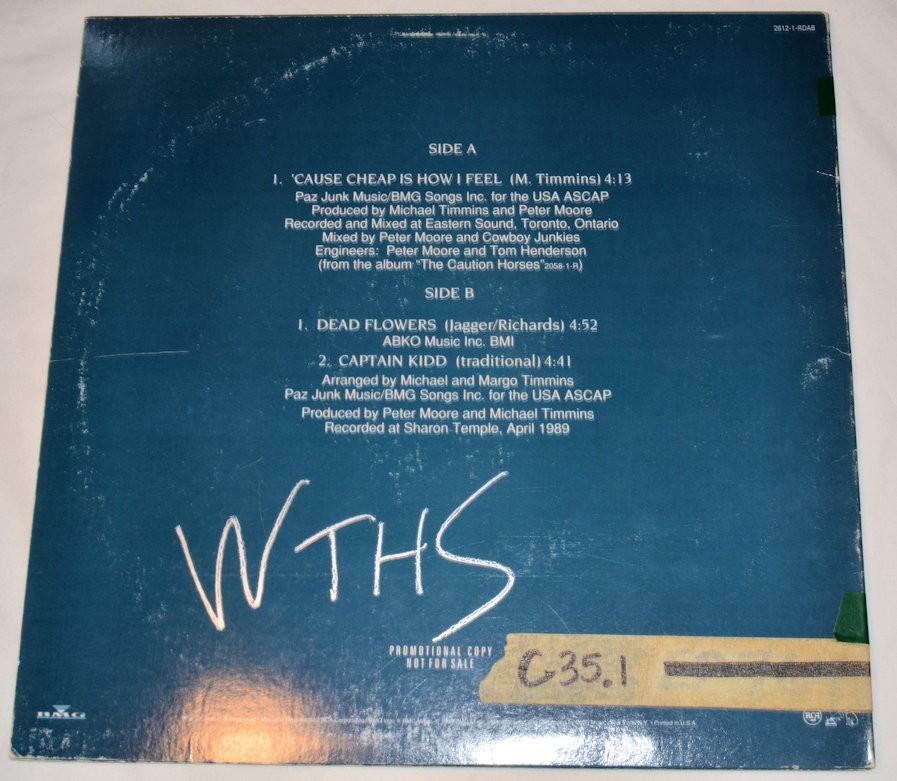 2612-1-RDAB
SIDE A
1. 'CAUSE CHEAP IS HOW I FEEL (M. Timmins) 4:13
Paz Junk Music/BMG Songs Inc. for the USA ASCAP
Produced by Michael Timmins and Peter Moore
Recorded and Mixed at Eastern Sound, Toronto, Ontario
Mixed by Peter Moore and Cowboy Junkies
Engineers: Peter Moore and Tom Henderson
(from the album "The Caution Horses" 2058-1-R)
SIDE B
1. DEAD FLOWERS (Jagger/Richards) 4:52
ABKO Music Inc. BMI
2. CAPTAIN KIDD (traditional) 4:41
Arranged by Michael and Margo Timmins
Paz Junk Music/BMG Songs Inc. for the USA ASCAP
Produced by Peter Moore and Michael Timmins
Recorded at Sharon Temple, April 1989
WTHS
PROMOTIONAL COPY
NOT FOR SALE
C35.1
BMG
Printed in U.S.A.
RCA